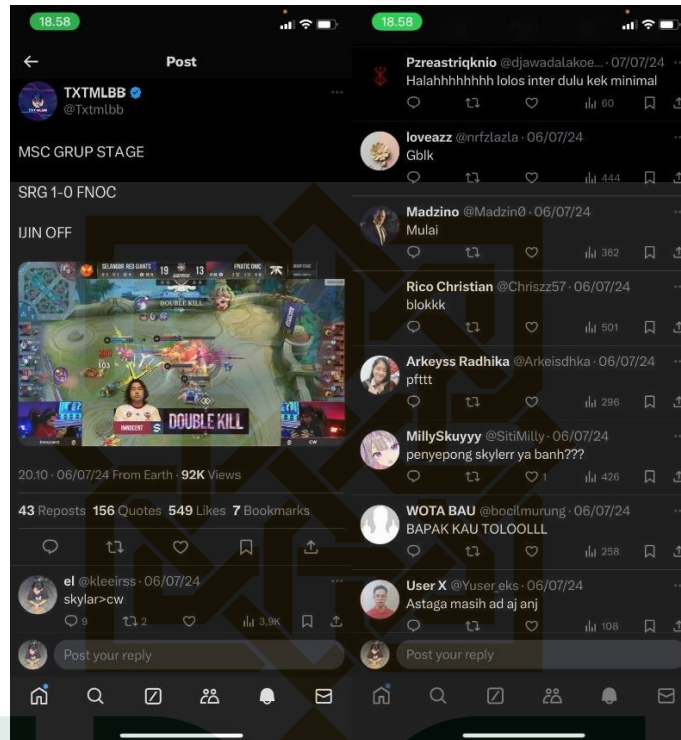 18.58
Post
TXTMLBB
@Txtmlbb
MSC GRUP STAGE
SRG 1-0 FNOC
IJIN OFF
SELANGOR RED GIANTS 19 13 FNATIC ONIC
DOUBLE KILL
INNOCENT
DOUBLE KILL
Innocent
CW
20.10 · 06/07/24 From Earth · 92K Views
43 Reposts 156 Quotes 549 Likes 7 Bookmarks
el @kleeirss · 06/07/24
skylar>cw
9 2 3,9K
Post your reply
18.58
Pzreastriqknio @djawadalakoe... · 07/07/24
Halahhhhhhhh lolos inter dulu kek minimal
60
loveazz @nrfzlazla · 06/07/24
Gblk
444
Madzino @Madzin0 · 06/07/24
Mulai
362
Rico Christian @Chriszz57 · 06/07/24
blokkk
501
Arkeyss Radhika @Arkeisdhka · 06/07/24
pfttt
296
MillySkuyyy @SitiMilly · 06/07/24
penyepong skylerr ya banh???
1 426
WOTA BAU @bocilmurung · 06/07/24
BAPAK KAU TOLOOLLL
258
User X @Yuser_eks · 06/07/24
Astaga masih ad aj anj
108
Post your reply